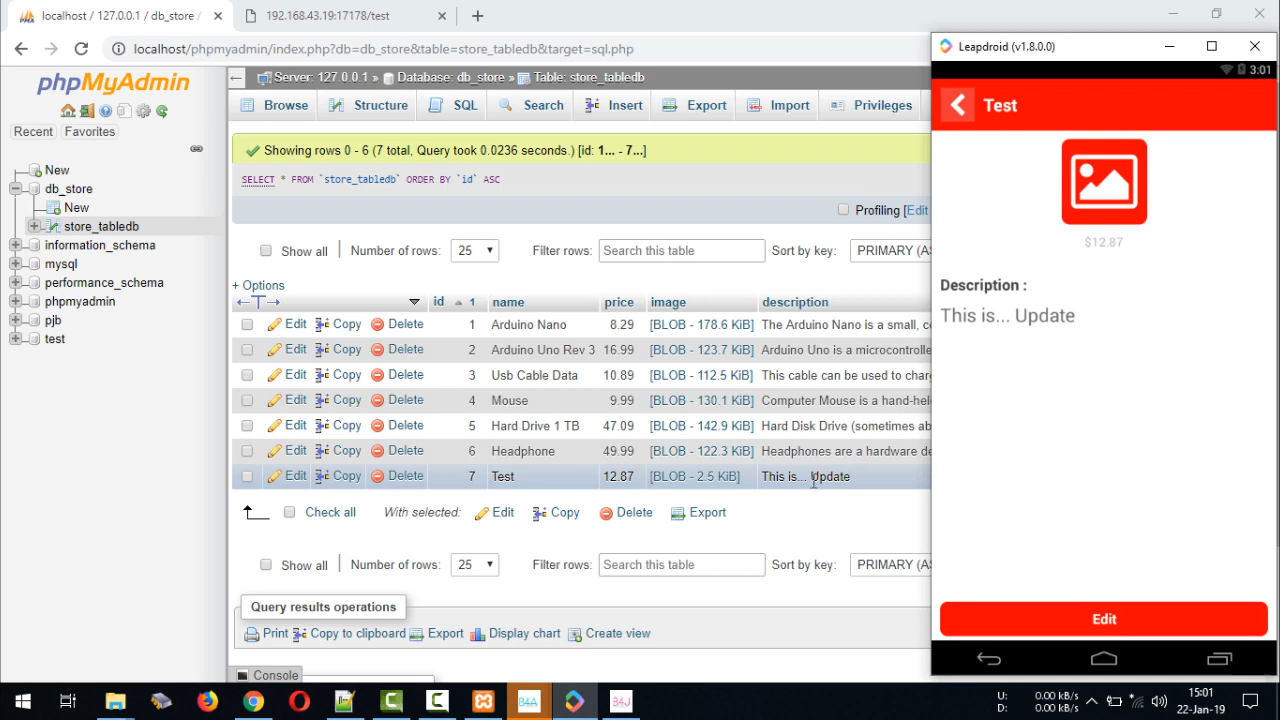 localhost / 127.0.0.1 / db_store /
192.168.43.19:17178/test
localhost/phpmyadmin/index.php?db=db_store&table=store_tabledb&target=sql.php
phpMyAdmin
Recent
Favorites
New
db_store
New
store_tabledb
information_schema
mysql
performance_schema
phpmyadmin
pjb
test
Server: 127.0.0.1 » Database: db_store » Table: store_tabledb
Browse Structure SQL Search Insert Export Import Privileges
Showing rows 0 - 6 (7 total, Query took 0.0236 seconds.) [id: 1... - 7...]
SELECT * FROM `store_tabledb` ORDER BY `id` ASC
Profiling [Edit
Show all | Number of rows: 25 Filter rows: Search this table Sort by key: PRIMARY (A
+ Options
id 1 name price image description
Edit Copy Delete 1 Arduino Nano 8.29 [BLOB - 178.6 KiB] The Arduino Nano is a small, c
Edit Copy Delete 2 Arduino Uno Rev 3 16.99 [BLOB - 123.7 KiB] Arduino Uno is a microcontrolle
Edit Copy Delete 3 Usb Cable Data 10.89 [BLOB - 112.5 KiB] This cable can be used to char
Edit Copy Delete 4 Mouse 9.99 [BLOB - 130.1 KiB] Computer Mouse is a hand-hel
Edit Copy Delete 5 Hard Drive 1 TB 47.09 [BLOB - 142.9 KiB] Hard Disk Drive (sometimes ab
Edit Copy Delete 6 Headphone 49.99 [BLOB - 122.3 KiB] Headphones are a hardware de
Edit Copy Delete 7 Test 12.87 [BLOB - 2.5 KiB] This is... Update
Check all With selected: Edit Copy Delete Export
Show all | Number of rows: 25 Filter rows: Search this table Sort by key: PRIMARY (A
Query results operations
Print Copy to clipboard Export Display chart Create view
Console
Leapdroid (v1.8.0.0)
3:01
Test
$12.87
Description :
This is... Update
Edit
B4A
B4J
U: 0.00 kB/s
D: 0.00 kB/s
15:01
22-Jan-19